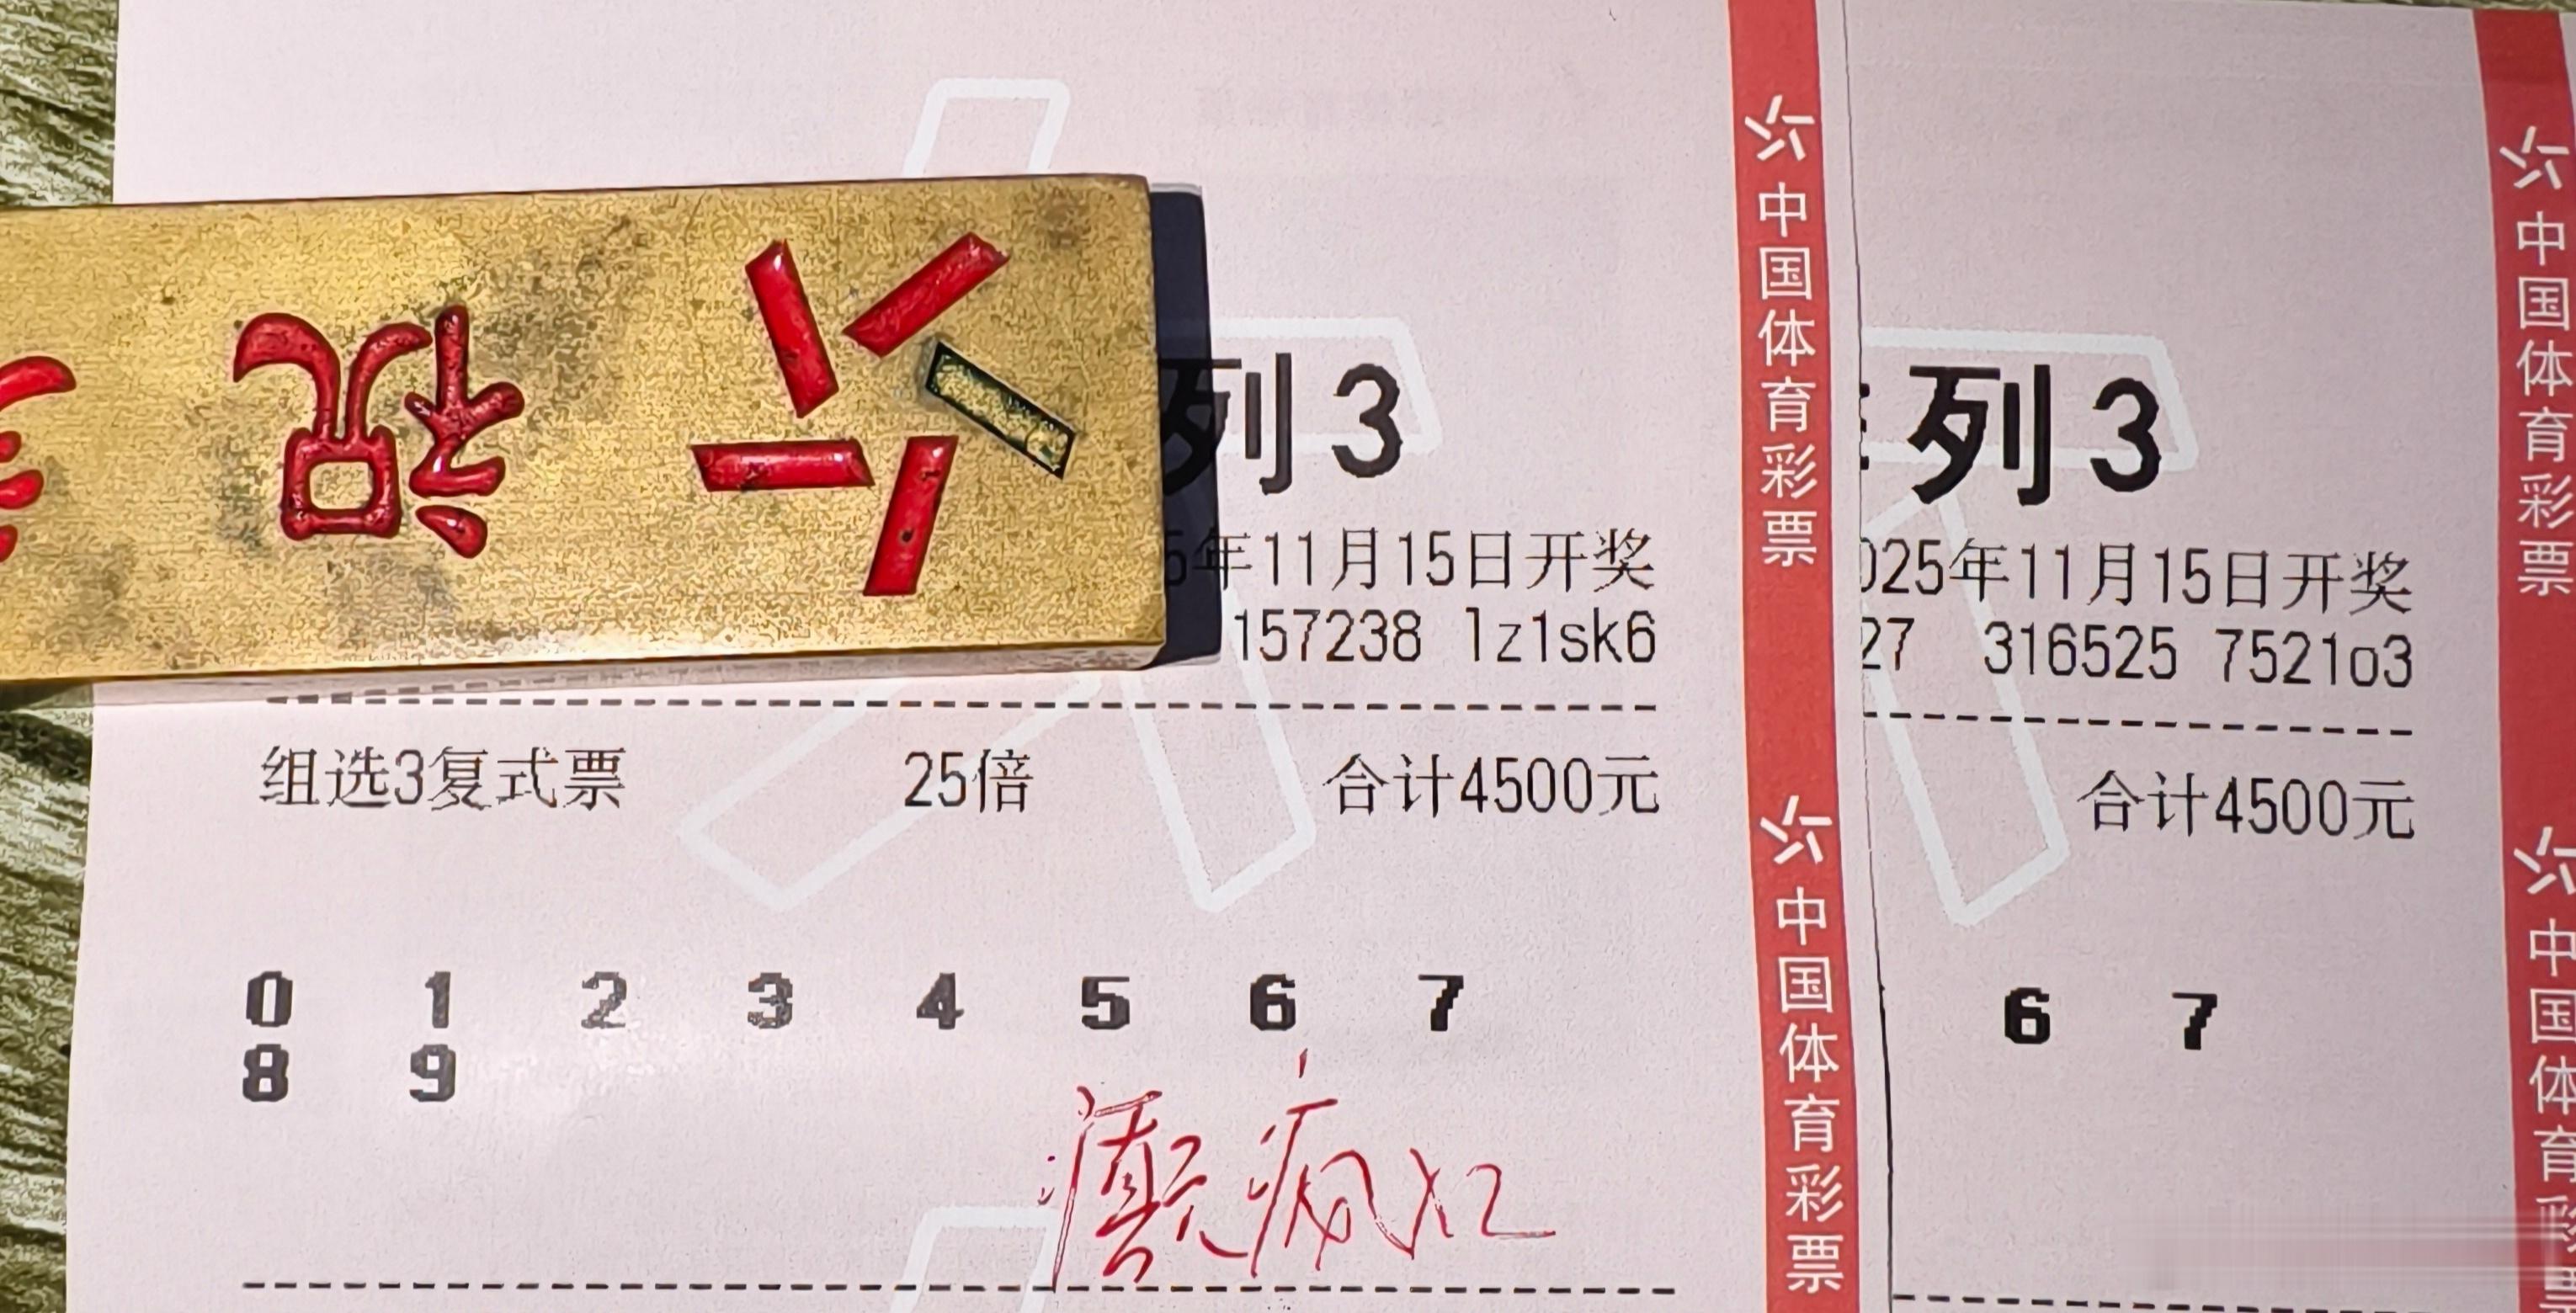 祝
列3
5年11月15日开奖
157238 lz1sk6
组选3复式票 25倍 合计4500元
0 1 2 3 4 5 6 7
8 9
癫疯
中国体育彩票
中国体育彩票
列3
025年11月15日开奖
27 316525 7521o3
合计4500元
6 7
中国体育彩票
中国体育彩票